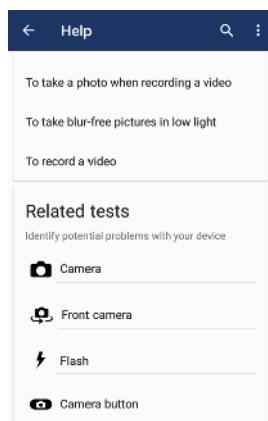 Help
To take a photo when recording a video
To take blur-free pictures in low light
To record a video
Related tests
Identify potential problems with your device
Camera
Front camera
Flash
Camera button